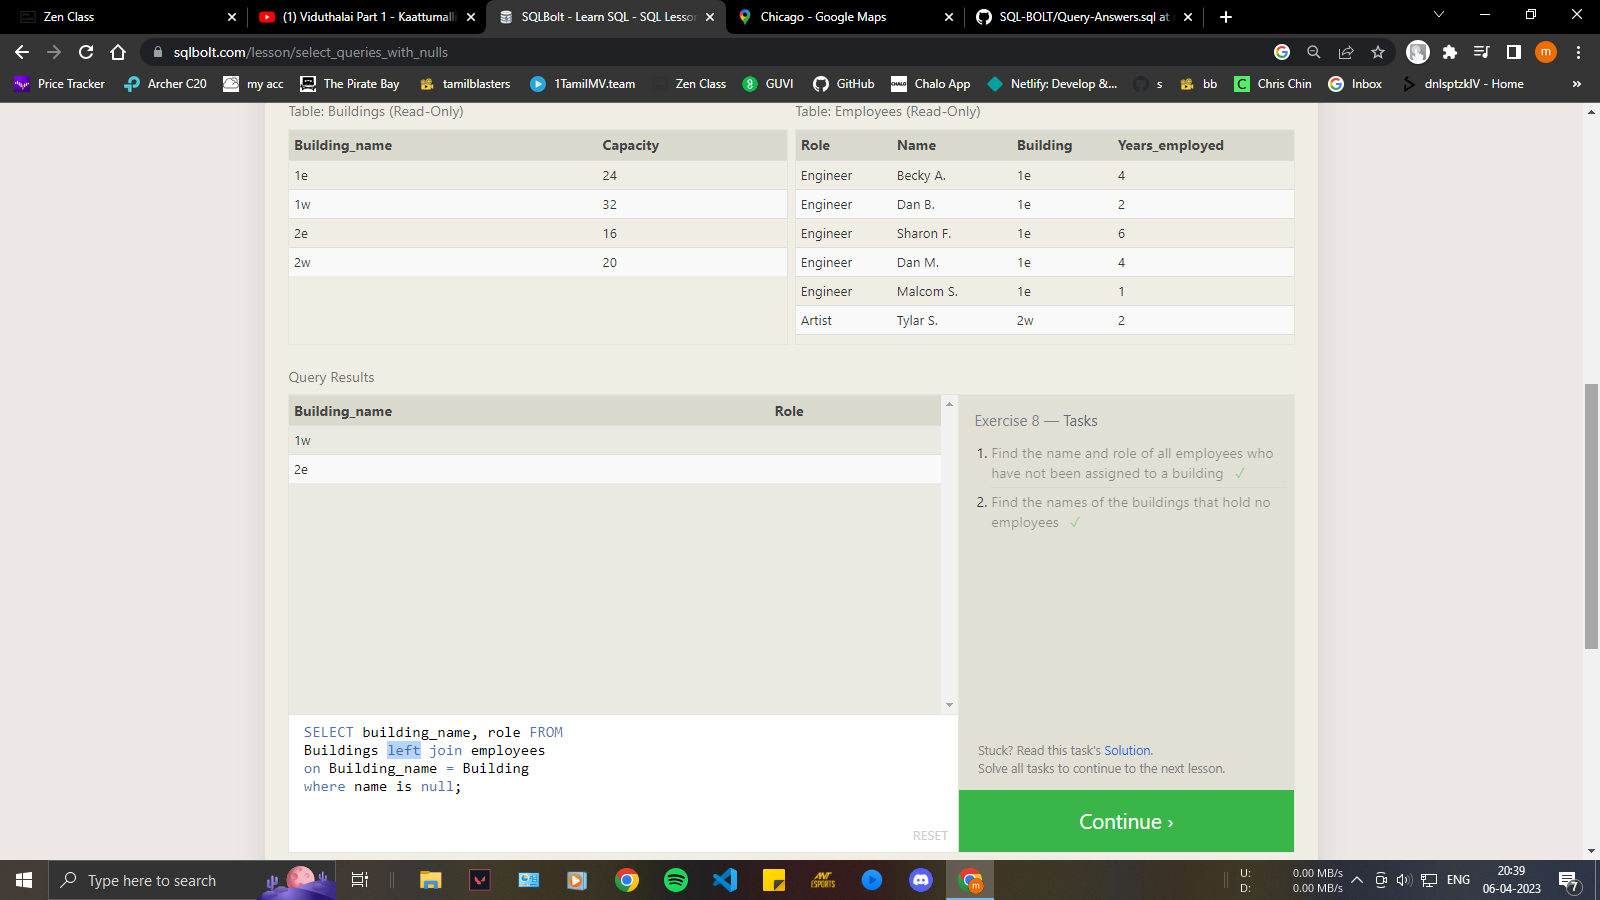 Zen Class
(1) Viduthalai Part 1 - Kaattumalli
SQLBolt - Learn SQL - SQL Lesson
Chicago - Google Maps
SQL-BOLT/Query-Answers.sql at
sqlbolt.com/lesson/select_queries_with_nulls
m
Price Tracker
Archer C20
my acc
The Pirate Bay
tamilblasters
1TamilMV.team
Zen Class
GUVI
GitHub
Chalo App
Netlify: Develop &...
s
bb
Chris Chin
Inbox
dnlsptzklV - Home
»
Table: Buildings (Read-Only)
Building_name Capacity
1e 24
1w 32
2e 16
2w 20
Table: Employees (Read-Only)
Role Name Building Years_employed
Engineer Becky A. 1e 4
Engineer Dan B. 1e 2
Engineer Sharon F. 1e 6
Engineer Dan M. 1e 4
Engineer Malcom S. 1e 1
Artist Tylar S. 2w 2
Query Results
Building_name Role
1w
2e
Exercise 8 — Tasks
1. Find the name and role of all employees who
have not been assigned to a building ✓
2. Find the names of the buildings that hold no
employees ✓
SELECT building_name, role FROM
Buildings left join employees
on Building_name = Building
where name is null;
RESET
Stuck? Read this task's Solution.
Solve all tasks to continue to the next lesson.
Continue ›
Type here to search
U: 0.00 MB/s
D: 0.00 MB/s
ENG
20:39
06-04-2023
7